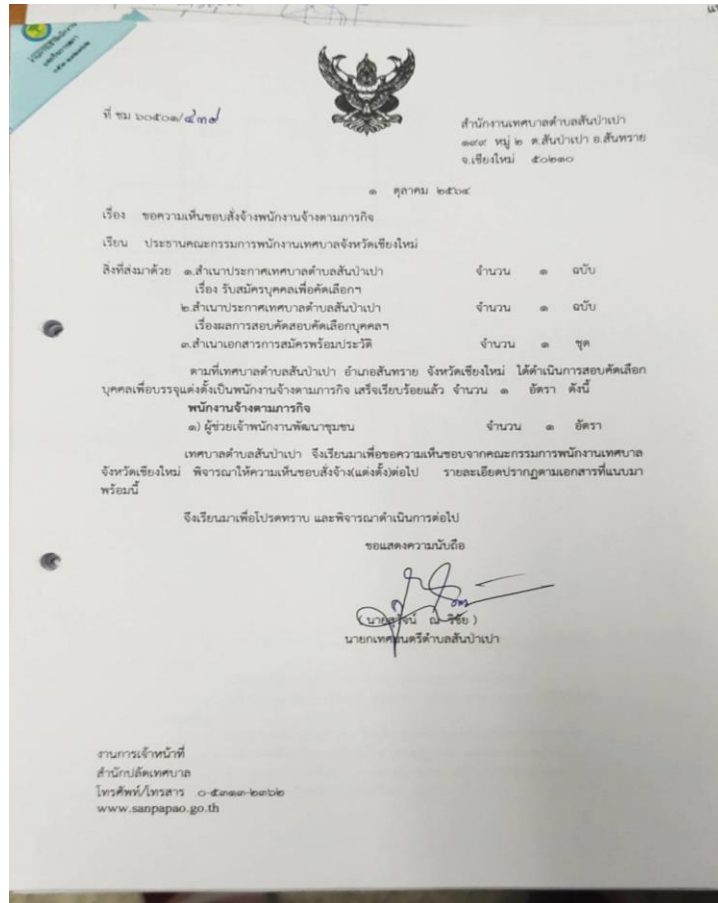 ที่ ชม ๖๐๕๐๑/๔๓๗
สำนักงานเทศบาลตำบลสันป่าเปา
๑๙๙ หมู่ ๒ ต.สันป่าเปา อ.สันทราย
จ.เชียงใหม่ ๕๐๒๑๐
๑ ตุลาคม ๒๕๖๔
เรื่อง ขอความเห็นชอบสั่งจ้างพนักงานจ้างตามภารกิจ
เรียน ประธานคณะกรรมการพนักงานเทศบาลจังหวัดเชียงใหม่
สิ่งที่ส่งมาด้วย ๑.สำเนาประกาศเทศบาลตำบลสันป่าเปา จำนวน ๑ ฉบับ
เรื่อง รับสมัครบุคคลเพื่อคัดเลือกฯ
๒.สำเนาประกาศเทศบาลตำบลสันป่าเปา จำนวน ๑ ฉบับ
เรื่องผลการสอบคัดสอบคัดเลือกบุคคลฯ
๓.สำเนาเอกสารการสมัครพร้อมประวัติ จำนวน ๑ ชุด
ตามที่เทศบาลตำบลสันป่าเปา อำเภอสันทราย จังหวัดเชียงใหม่ ได้ดำเนินการสอบคัดเลือก
บุคคลเพื่อบรรจุแต่งตั้งเป็นพนักงานจ้างตามภารกิจ เสร็จเรียบร้อยแล้ว จำนวน ๑ อัตรา ดังนี้
พนักงานจ้างตามภารกิจ
๑) ผู้ช่วยเจ้าพนักงานพัฒนาชุมชน จำนวน ๑ อัตรา
เทศบาลตำบลสันป่าเปา จึงเรียนมาเพื่อขอความเห็นชอบจากคณะกรรมการพนักงานเทศบาล
จังหวัดเชียงใหม่ พิจารณาให้ความเห็นชอบสั่งจ้าง(แต่งตั้ง)ต่อไป รายละเอียดปรากฏตามเอกสารที่แนบมา
พร้อมนี้
จึงเรียนมาเพื่อโปรดทราบ และพิจารณาดำเนินการต่อไป
ขอแสดงความนับถือ
วิชัย )
นายกเทศมนตรีตำบลสันป่าเปา
งานการเจ้าหน้าที่
สำนักปลัดเทศบาล
โทรศัพท์/โทรสาร ๐-๕๓๑๓-๒๓๖๒
www.sanpapao.go.th